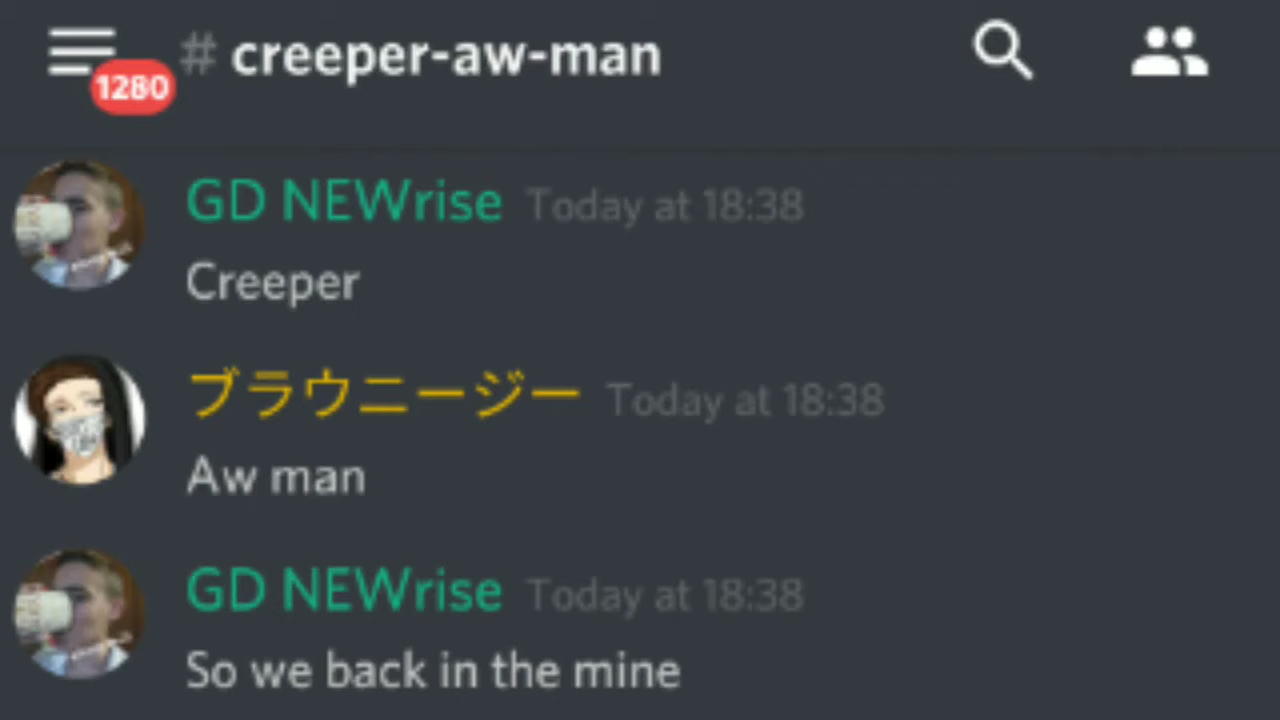 # creeper-aw-man
1280
GD NEWrise Today at 18:38
Creeper
ブラウニージー Today at 18:38
Aw man
GD NEWrise Today at 18:38
So we back in the mine